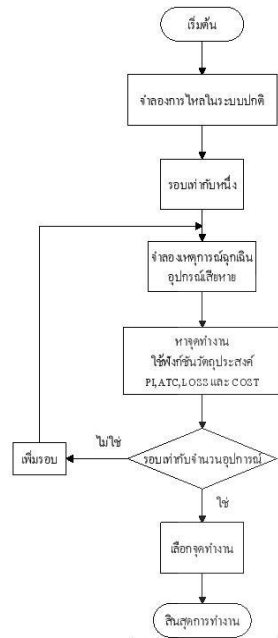 เริ่มต้น
จำลองการไหลในระบบปกติ
รอบเท่ากับหนึ่ง
จำลองเหตุการณ์ฉุกเฉิน
อุปกรณ์เสียหาย
หาจุดทำงาน
ใช้ฟังก์ชันวัตถุประสงค์
PI,ATC,LOSS และ COST
ไม่ใช่
เพิ่มรอบ
รอบเท่ากับจำนวนอุปกรณ์
ใช่
เลือกจุดทำงาน
สิ้นสุดการทำงาน